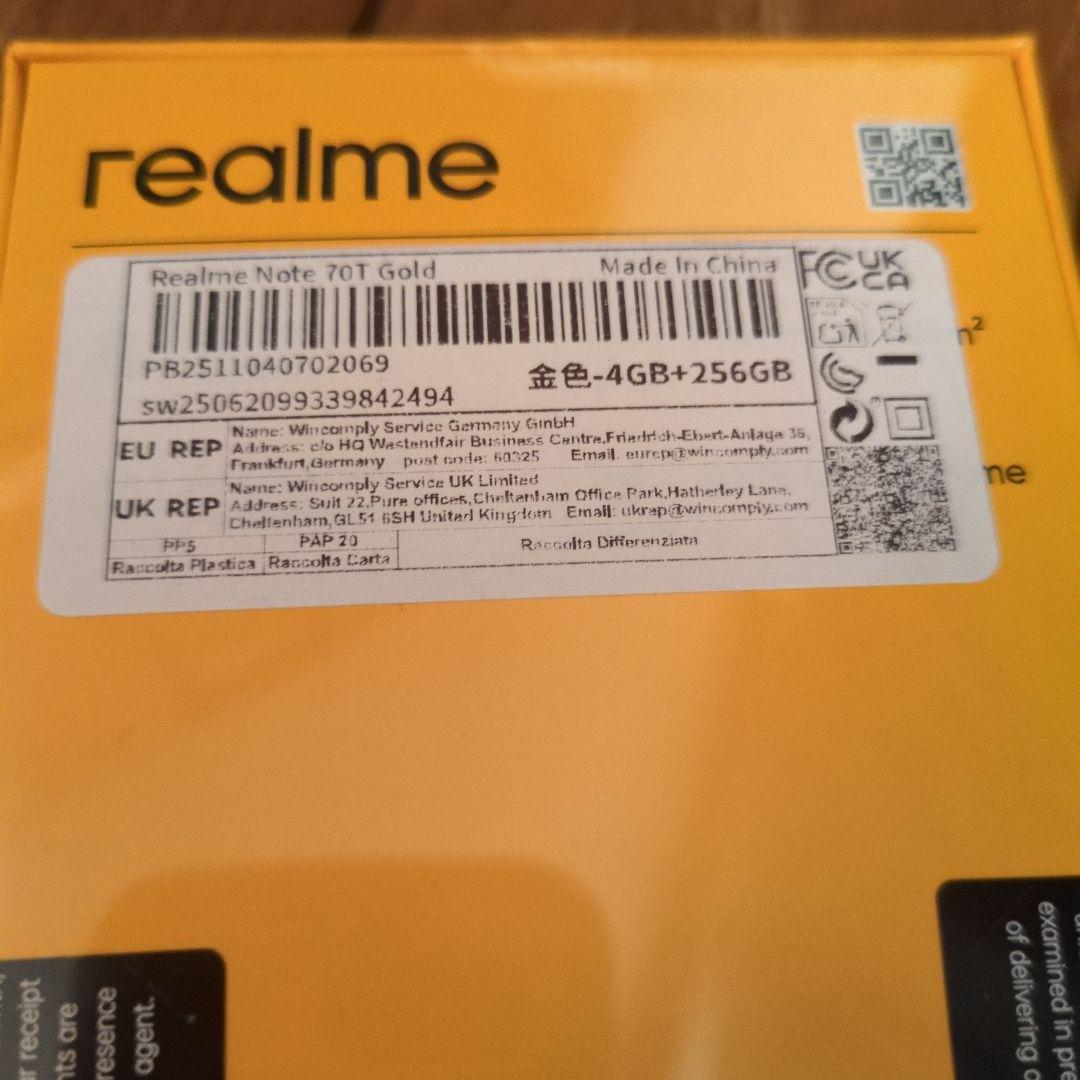 realme
Realme Note 70T Gold Made In China
FC UK CA
PB2511040702069
金色-4GB+256GB
sw25062099339842494
EU REP
Name: Wincomply Service Germany GmbH
Address: c/o HQ Westendfair Business Centre,Friedrich-Ebert-Anlage 36,
Frankfurt,Germany post code: 60325 Email: eurep@wincomply.com
UK REP
Name: Wincomply Service UK Limited
Address: Suit 22,Pure offices,Cheltenham Office Park,Hatherley Lane,
Cheltenham,GL51 6SH United Kingdom Email: ukrep@wincomply.com
PP5 PAP 20 Raccolta Differenziata
Raccolta Plastica Raccolta Carta
me
receipt
are
agent.
examined in
of delivering